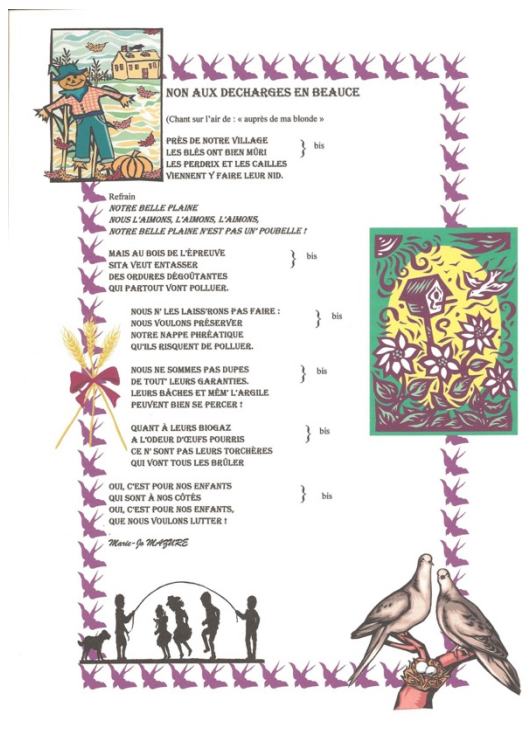 NON AUX DECHARGES EN BEAUCE
(Chant sur l'air de : « auprès de ma blonde »
PRÈS DE NOTRE VILLAGE
LES BLÉS ONT BIEN MÛRI } bis
LES PERDRIX ET LES CAILLES
VIENNENT Y FAIRE LEUR NID.
Refrain
NOTRE BELLE PLAINE
NOUS L'AIMONS, L'AIMONS, L'AIMONS,
NOTRE BELLE PLAINE N'EST PAS UN' POUBELLE !
MAIS AU BOIS DE L'ÉPREUVE } bis
SITA VEUT ENTASSER
DES ORDURES DÉGOÛTANTES
QUI PARTOUT VONT POLLUER.
NOUS N' LES LAISS'RONS PAS FAIRE :
NOUS VOULONS PRÉSERVER } bis
NOTRE NAPPE PHRÉATIQUE
QU'ILS RISQUENT DE POLLUER.
NOUS NE SOMMES PAS DUPES } bis
DE TOUT' LEURS GARANTIES.
LEURS BÂCHES ET MÊM' L'ARGILE
PEUVENT BIEN SE PERCER !
QUANT À LEURS BIOGAZ } bis
A L'ODEUR D'ŒUFS POURRIS
CE N' SONT PAS LEURS TORCHÈRES
QUI VONT TOUS LES BRÛLER
OUI, C'EST POUR NOS ENFANTS
QUI SONT À NOS CÔTÉS } bis
OUI, C'EST POUR NOS ENFANTS,
QUE NOUS VOULONS LUTTER !
Marie-Jo MAZURE